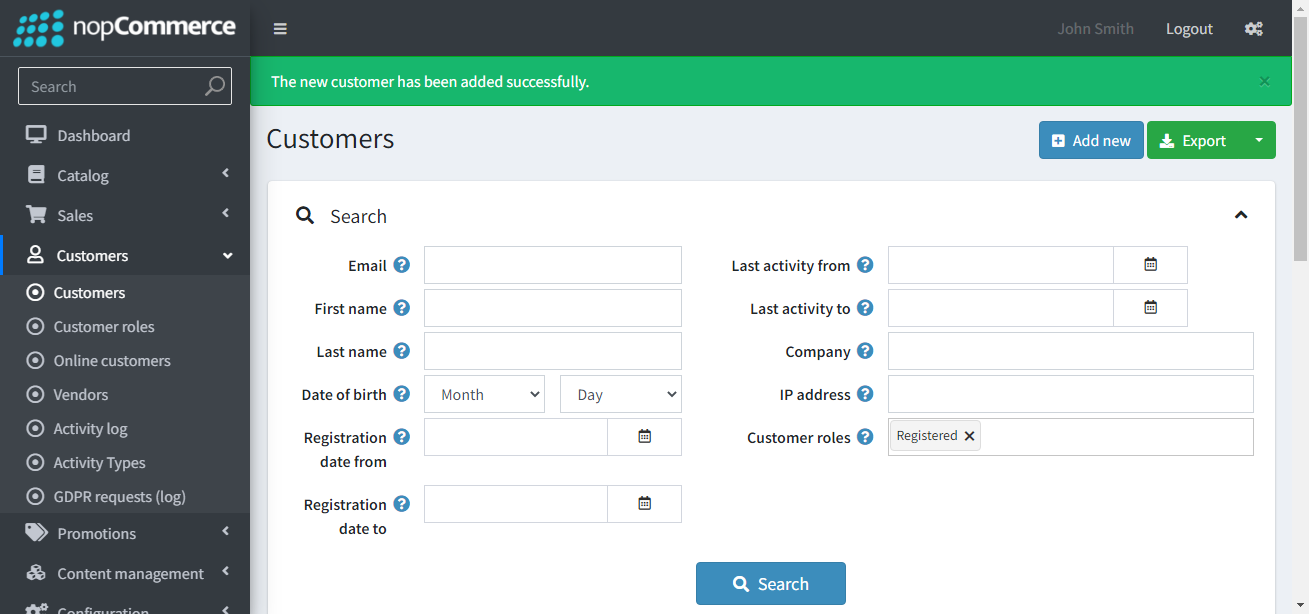 nopCommerce
John Smith
Logout
Search
The new customer has been added successfully.
×
Dashboard
Catalog
Sales
Customers
Customers
Customer roles
Online customers
Vendors
Activity log
Activity Types
GDPR requests (log)
Promotions
Content management
Configuration
Customers
Add new
Export
Search
Email
Last activity from
First name
Last activity to
Last name
Company
Date of birth
Month
Day
IP address
Registration
date from
Customer roles
Registered ×
Registration
date to
Search